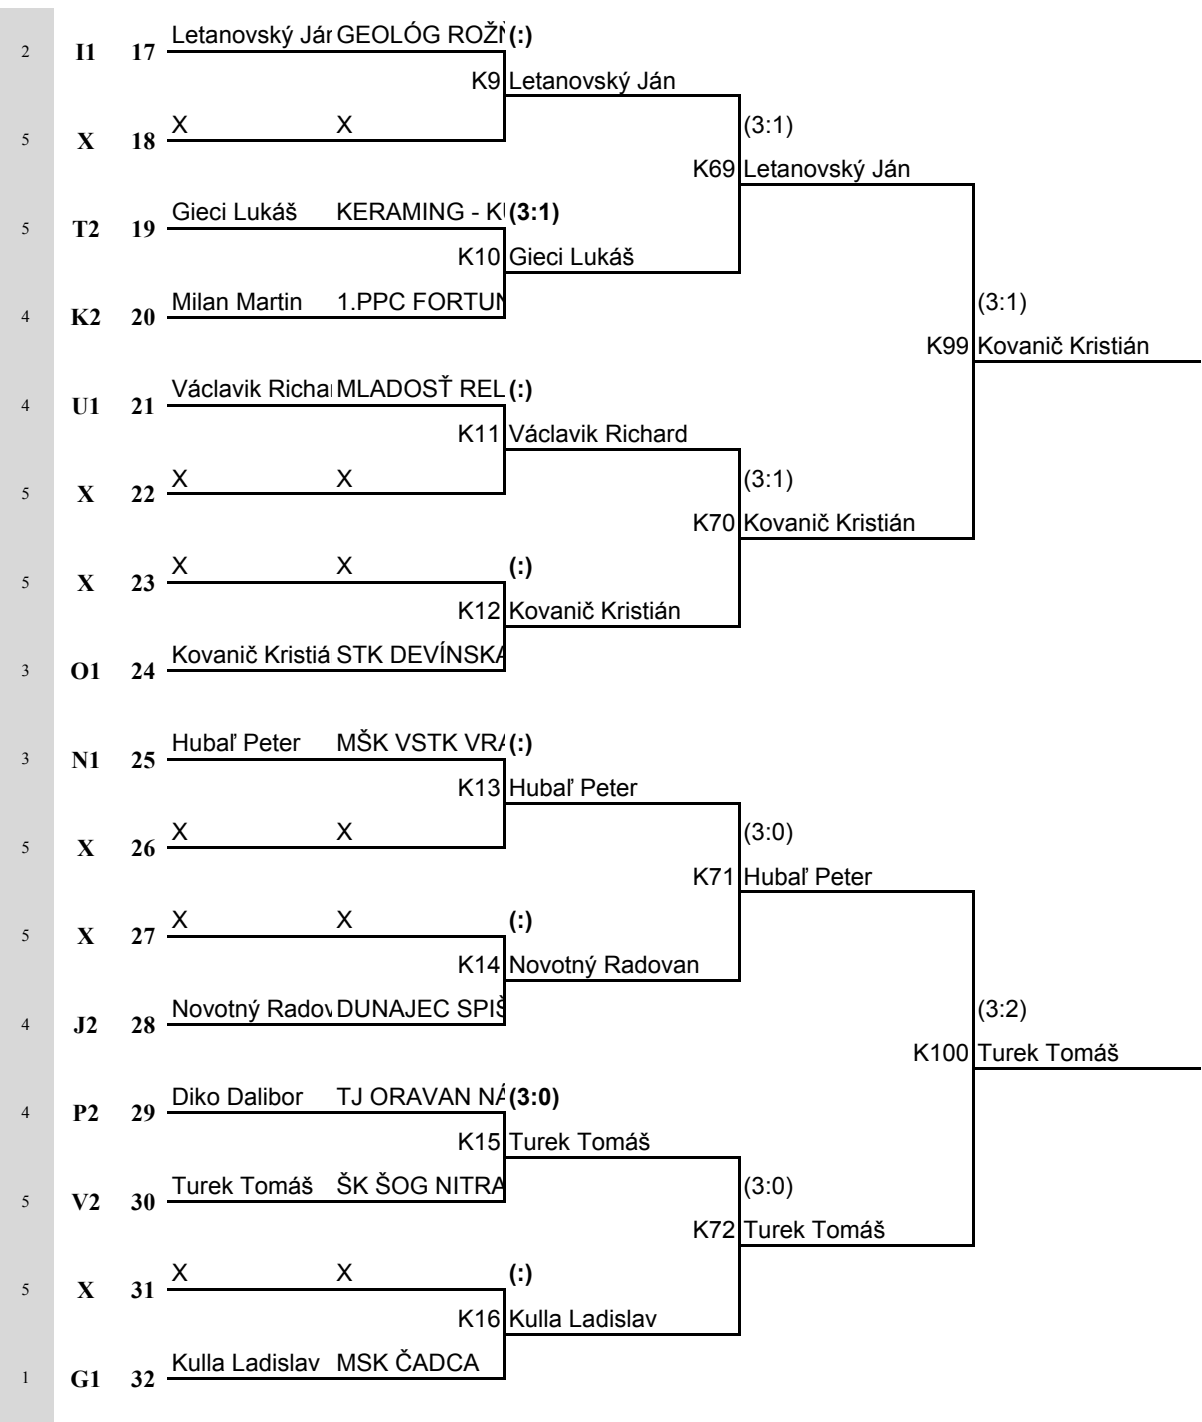 2 I1 17 Letanovský Ján GEOLÓG ROŽŇ (:)
K9 Letanovský Ján
5 X 18 X X (3:1)
K69 Letanovský Ján
5 T2 19 Gieci Lukáš KERAMING - KU (3:1)
K10 Gieci Lukáš
4 K2 20 Milan Martin 1.PPC FORTUN (3:1)
K99 Kovanič Kristián
4 U1 21 Václavik Richar MLADOSŤ REL (:)
K11 Václavik Richard
5 X 22 X X (3:1)
K70 Kovanič Kristián
5 X 23 X X (:)
K12 Kovanič Kristián
3 O1 24 Kovanič Kristiá STK DEVÍNSKA
3 N1 25 Hubaľ Peter MŠK VSTK VRA (:)
K13 Hubaľ Peter
5 X 26 X X (3:0)
K71 Hubaľ Peter
5 X 27 X X (:)
K14 Novotný Radovan
4 J2 28 Novotný Radov DUNAJEC SPIŠ (3:2)
K100 Turek Tomáš
4 P2 29 Diko Dalibor TJ ORAVAN NÁ (3:0)
K15 Turek Tomáš
5 V2 30 Turek Tomáš ŠK ŠOG NITRA (3:0)
K72 Turek Tomáš
5 X 31 X X (:)
K16 Kulla Ladislav
1 G1 32 Kulla Ladislav MSK ČADCA